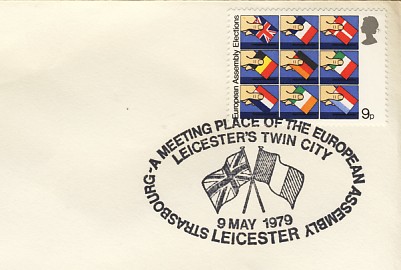 European Assembly Elections
9p
STRASBOURG-A MEETING PLACE OF THE EUROPEAN ASSEMBLY
LEICESTER'S TWIN CITY
9 MAY 1979
LEICESTER